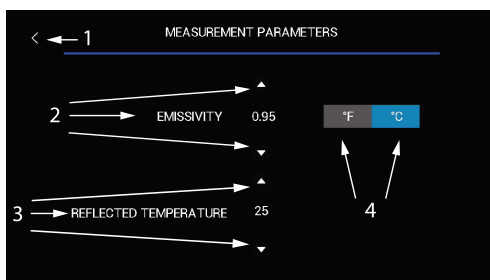 < 1 MEASUREMENT PARAMETERS
2 EMISSIVITY 0.95 °F °C
3 REFLECTED TEMPERATURE 25 4